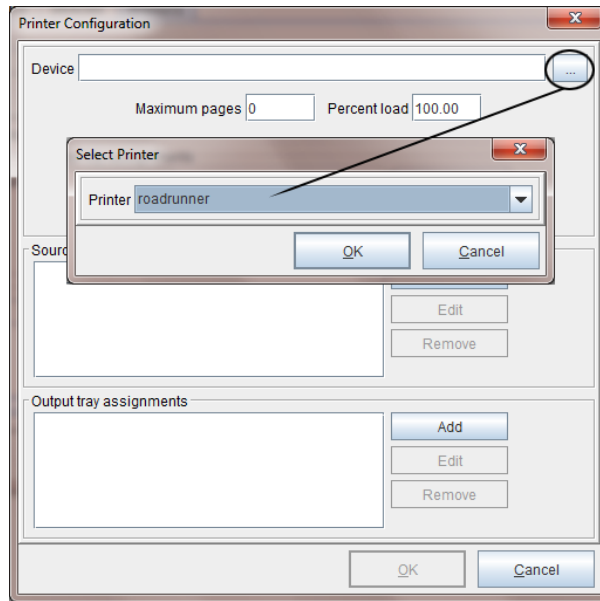 Printer Configuration
Device ...
Maximum pages 0 Percent load 100.00
Select Printer
Printer roadrunner
OK Cancel
Sourc
Edit
Remove
Output tray assignments
Add
Edit
Remove
OK Cancel